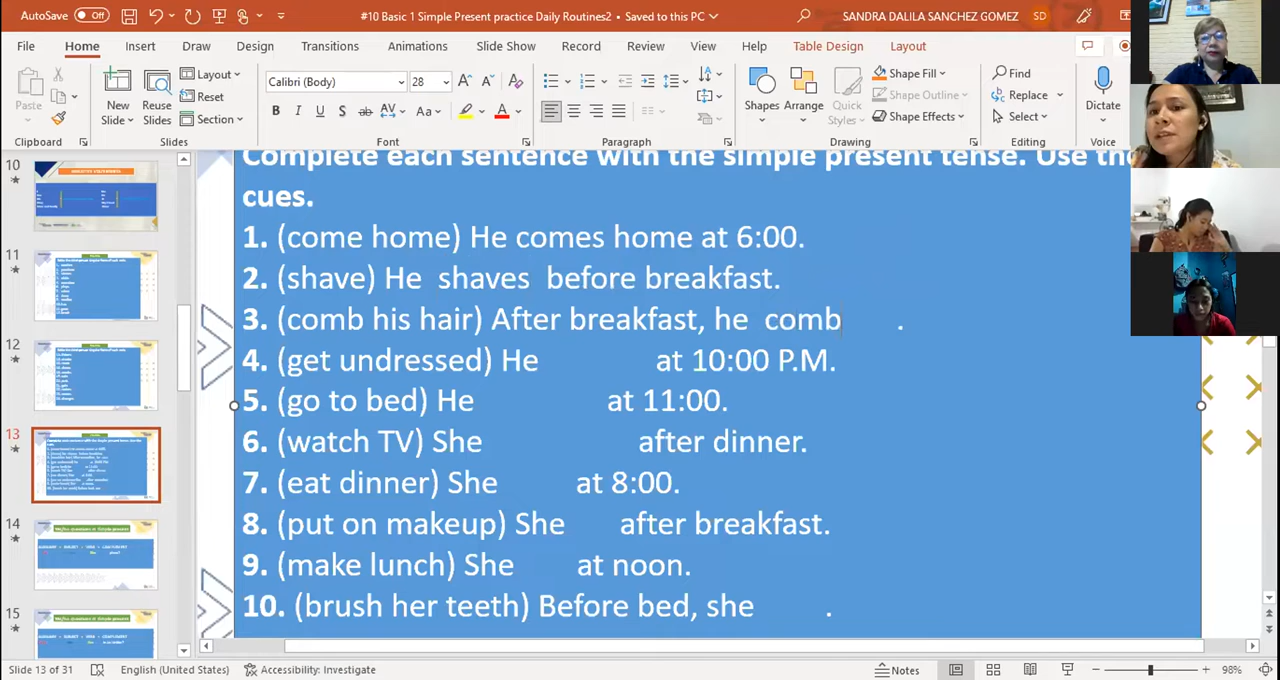 AutoSave Off #10 Basic 1 Simple Present practice Daily Routines2 • Saved to this PC SANDRA DALILA SANCHEZ GOMEZ SD
File Home Insert Draw Design Transitions Animations Slide Show Record Review View Help Table Design Layout
Paste New Slide Reuse Slides Layout Reset Section Calibri (Body) 28 Shapes Arrange Quick Styles Shape Fill Shape Outline Shape Effects Find Replace Select Dictate
Clipboard Slides Font Paragraph Drawing Editing Voice
10
11
12
13
14
15
Complete each sentence with the simple present tense. Use the
cues.
1. (come home) He comes home at 6:00.
2. (shave) He shaves before breakfast.
3. (comb his hair) After breakfast, he comb .
4. (get undressed) He at 10:00 P.M.
5. (go to bed) He at 11:00.
6. (watch TV) She after dinner.
7. (eat dinner) She at 8:00.
8. (put on makeup) She after breakfast.
9. (make lunch) She at noon.
10. (brush her teeth) Before bed, she .
Slide 13 of 31 English (United States) Accessibility: Investigate Notes 98%